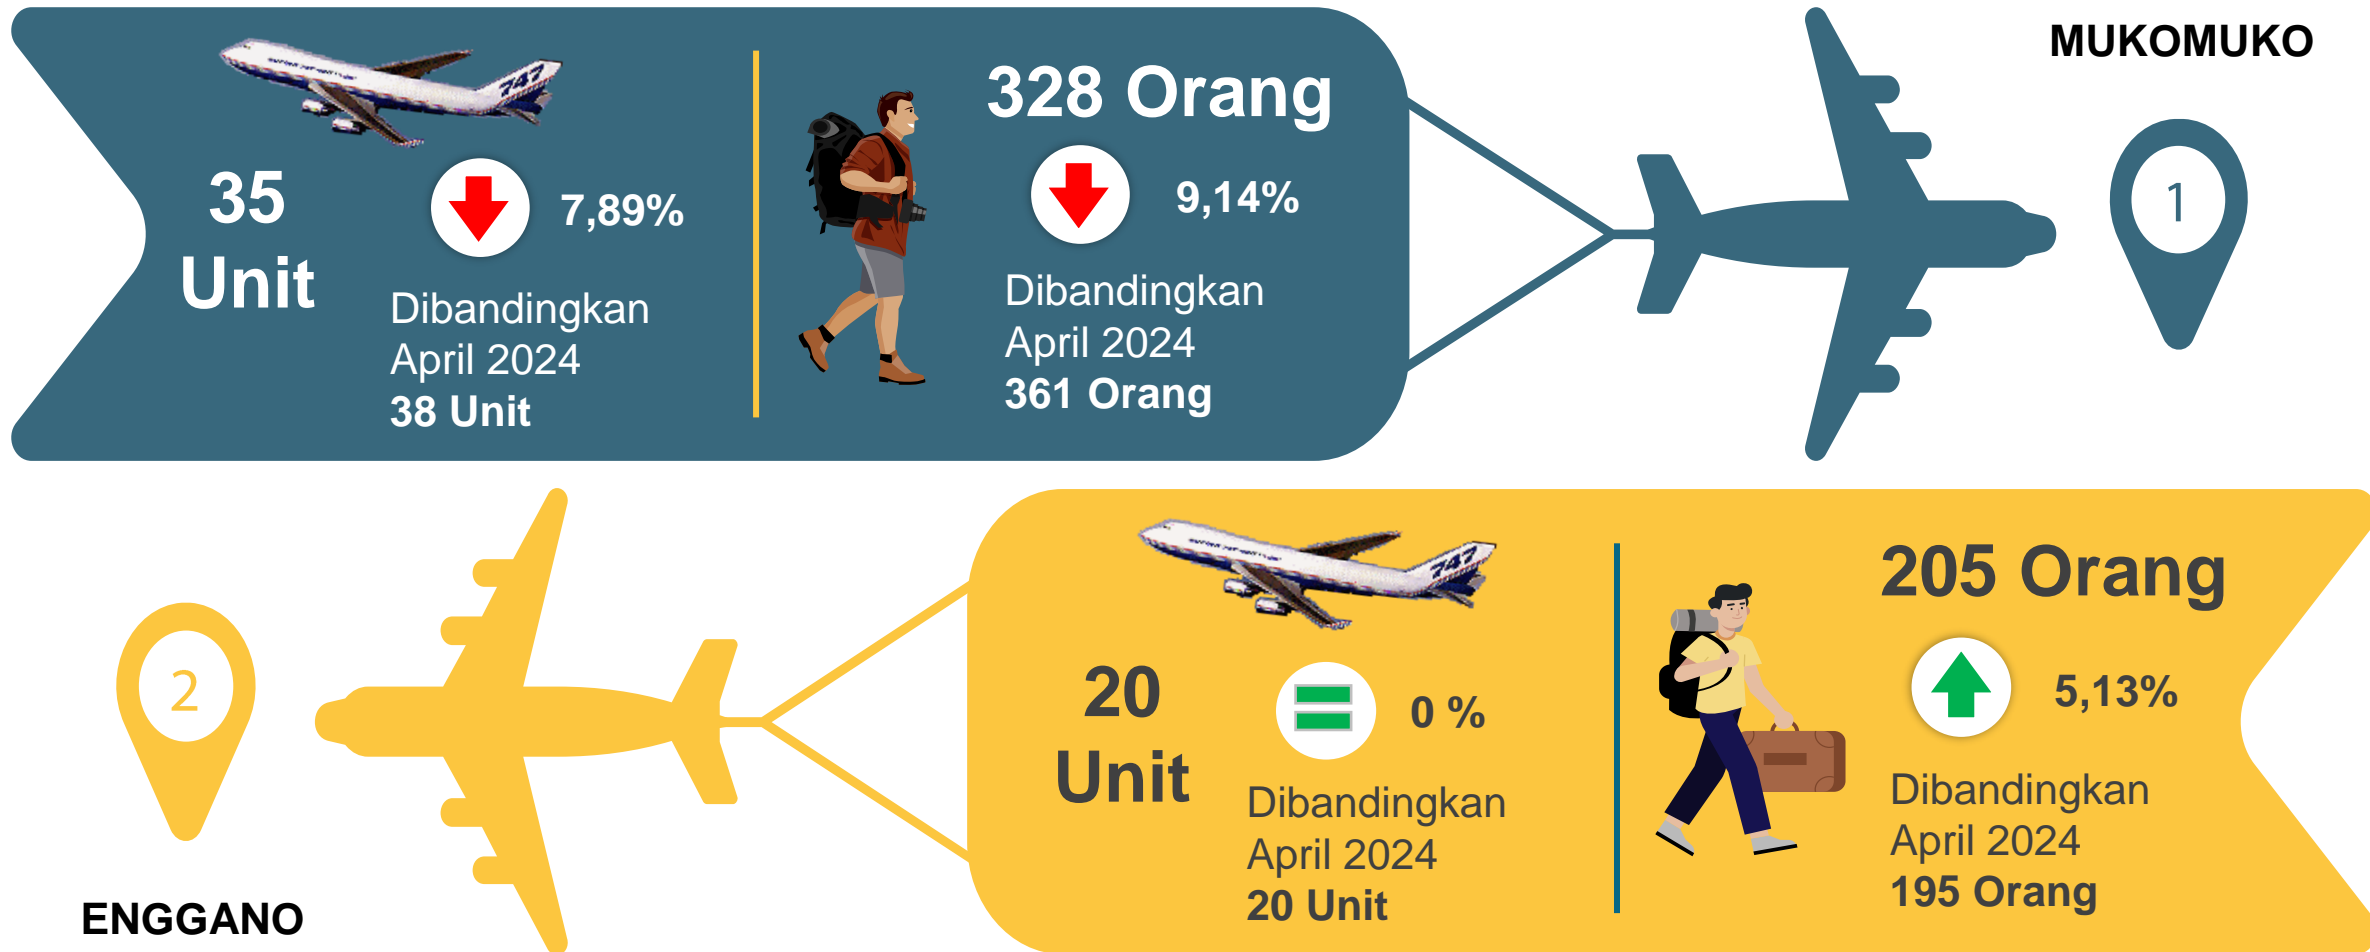 MUKOMUKO
1
747
35
Unit
7,89%
Dibandingkan
April 2024
38 Unit
328 Orang
9,14%
Dibandingkan
April 2024
361 Orang
2
ENGGANO
747
20
Unit
0 %
Dibandingkan
April 2024
20 Unit
205 Orang
5,13%
Dibandingkan
April 2024
195 Orang